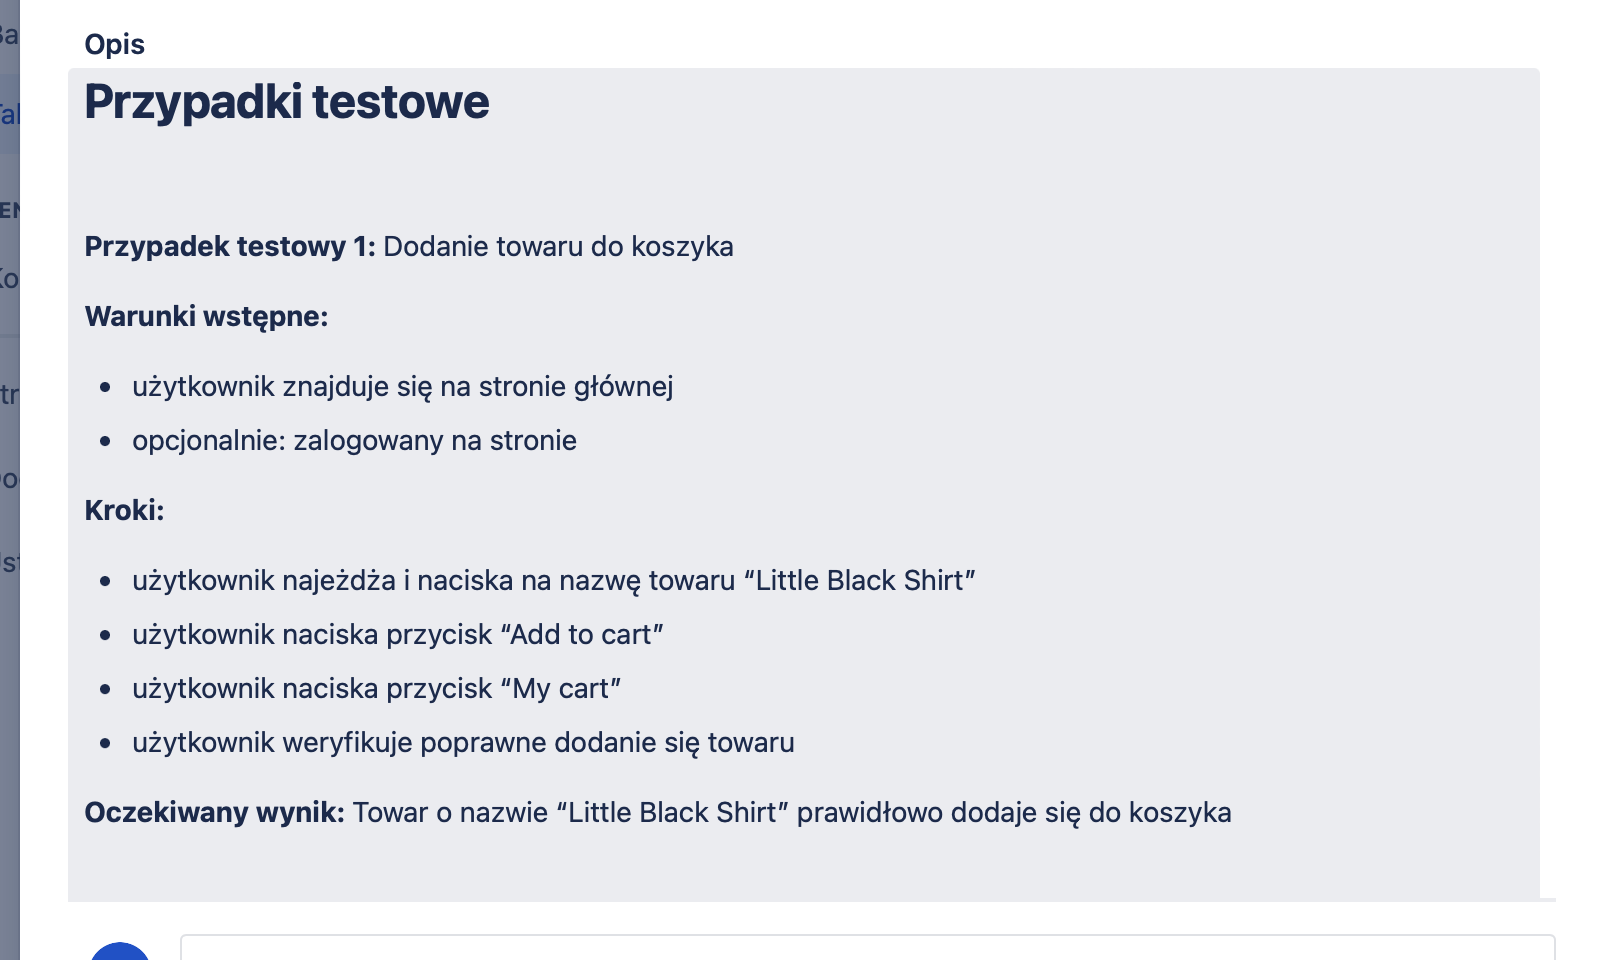 Opis
Przypadki testowe
Przypadek testowy 1: Dodanie towaru do koszyka
Warunki wstępne:
• użytkownik znajduje się na stronie głównej
• opcjonalnie: zalogowany na stronie
Kroki:
• użytkownik najeżdża i naciska na nazwę towaru “Little Black Shirt”
• użytkownik naciska przycisk “Add to cart”
• użytkownik naciska przycisk “My cart”
• użytkownik weryfikuje poprawne dodanie się towaru
Oczekiwany wynik: Towar o nazwie “Little Black Shirt” prawidłowo dodaje się do koszyka